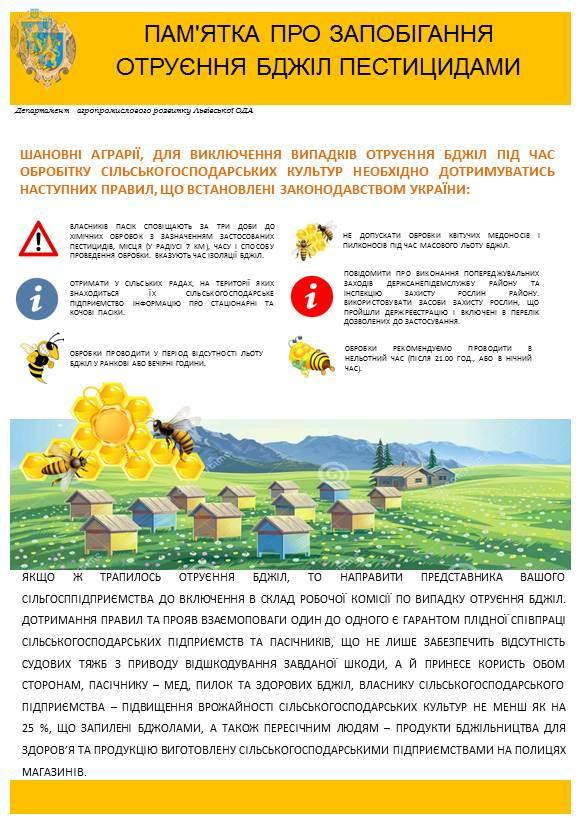 ПАМ'ЯТКА ПРО ЗАПОБІГАННЯ
ОТРУЄННЯ БДЖІЛ ПЕСТИЦИДАМИ
Департамент агропромислового розвитку Львівської ОДА
ШАНОВНІ АГРАРІЇ, ДЛЯ ВИКЛЮЧЕННЯ ВИПАДКІВ ОТРУЄННЯ БДЖІЛ ПІД ЧАС
ОБРОБІТКУ СІЛЬСЬКОГОСПОДАРСЬКИХ КУЛЬТУР НЕОБХІДНО ДОТРИМУВАТИСЬ
НАСТУПНИХ ПРАВИЛ, ЩО ВСТАНОВЛЕНІ ЗАКОНОДАВСТВОМ УКРАЇНИ:
ВЛАСНИКІВ ПАСІК СПОВІЩАЮТЬ ЗА ТРИ ДОБИ ДО
ХІМІЧНИХ ОБРОБОК З ЗАЗНАЧЕННЯМ ЗАСТОСОВАНИХ
ПЕСТИЦИДІВ, МІСЦЯ (У РАДІУСІ 7 КМ), ЧАСУ І СПОСОБУ
ПРОВЕДЕННЯ ОБРОБКИ. ВКАЗУЮТЬ ЧАС ІЗОЛЯЦІЇ БДЖІЛ.
ОТРИМАТИ У СІЛЬСЬКИХ РАДАХ, НА ТЕРИТОРІЇ ЯКИХ
ЗНАХОДИТЬСЯ ЇХ СІЛЬСЬКОГОСПОДАРСЬКЕ
ПІДПРИЄМСТВО ІНФОРМАЦІЮ ПРО СТАЦІОНАРНІ ТА
КОЧОВІ ПАСІКИ.
ОБРОБКИ ПРОВОДИТИ У ПЕРІОД ВІДСУТНОСТІ ЛЬОТУ
БДЖІЛ У РАНКОВІ АБО ВЕЧІРНІ ГОДИНИ.
НЕ ДОПУСКАТИ ОБРОБКИ КВІТУЧИХ МЕДОНОСІВ І
ПИЛКОНОСІВ ПІД ЧАС МАСОВОГО ЛЬОТУ БДЖІЛ.
ПОВІДОМИТИ ПРО ВИКОНАННЯ ПОПЕРЕДЖУВАЛЬНИХ
ЗАХОДІВ ДЕРЖСАНЕПІДЕМСЛУЖБУ РАЙОНУ ТА
ІНСПЕКЦІЮ ЗАХИСТУ РОСЛИН РАЙОНУ.
ВИКОРИСТОВУВАТИ ЗАСОБИ ЗАХИСТУ РОСЛИН, ЩО
ПРОЙШЛИ ДЕРЖРЕЄСТРАЦІЮ І ВКЛЮЧЕНІ В ПЕРЕЛІК
ДОЗВОЛЕНИХ ДО ЗАСТОСУВАННЯ.
ОБРОБКИ РЕКОМЕНДУЄМО ПРОВОДИТИ В
НЕЛЬОТНИЙ ЧАС (ПІСЛЯ 21.00 ГОД., АБО В НІЧНИЙ
ЧАС).
ЯКЩО Ж ТРАПИЛОСЬ ОТРУЄННЯ БДЖІЛ, ТО НАПРАВИТИ ПРЕДСТАВНИКА ВАШОГО
СІЛЬГОСППІДПРИЄМСТВА ДО ВКЛЮЧЕННЯ В СКЛАД РОБОЧОЇ КОМІСІЇ ПО ВИПАДКУ ОТРУЄННЯ БДЖІЛ.
ДОТРИМАННЯ ПРАВИЛ ТА ПРОЯВ ВЗАЄМОПОВАГИ ОДИН ДО ОДНОГО Є ГАРАНТОМ ПЛІДНОЇ СПІВПРАЦІ
СІЛЬСЬКОГОСПОДАРСЬКИХ ПІДПРИЄМСТВ ТА ПАСІЧНИКІВ, ЩО НЕ ЛИШЕ ЗАБЕЗПЕЧИТЬ ВІДСУТНІСТЬ
СУДОВИХ ТЯЖБ З ПРИВОДУ ВІДШКОДУВАННЯ ЗАВДАНОЇ ШКОДИ, А Й ПРИНЕСЕ КОРИСТЬ ОБОМ
СТОРОНАМ, ПАСІЧНИКУ – МЕД, ПИЛОК ТА ЗДОРОВИХ БДЖІЛ, ВЛАСНИКУ СІЛЬСЬКОГОСПОДАРСЬКОГО
ПІДПРИЄМСТВА – ПІДВИЩЕННЯ ВРОЖАЙНОСТІ СІЛЬСЬКОГОСПОДАРСЬКИХ КУЛЬТУР НЕ МЕНШ ЯК НА
25 %, ЩО ЗАПИЛЕНІ БДЖОЛАМИ, А ТАКОЖ ПЕРЕСІЧНИМ ЛЮДЯМ – ПРОДУКТИ БДЖІЛЬНИЦТВА ДЛЯ
ЗДОРОВ'Я ТА ПРОДУКЦІЮ ВИГОТОВЛЕНУ СІЛЬСЬКОГОСПОДАРСЬКИМИ ПІДПРИЄМСТВАМИ НА ПОЛИЦЯХ
МАГАЗИНІВ.